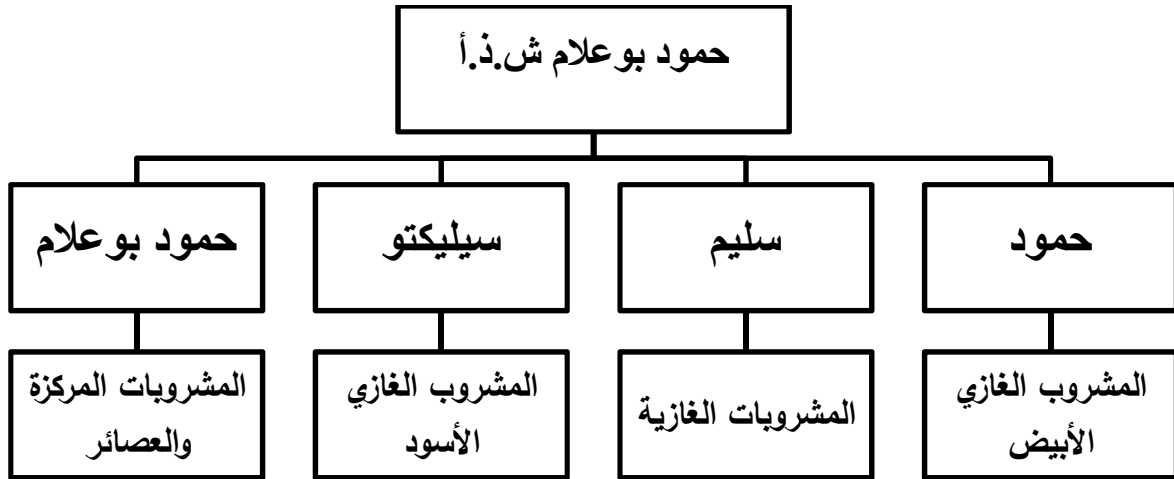 حمود بوعلام ش.ذ.أ
حمود
سليم
سيليكتو
حمود بوعلام
المشروب الغازي
الأبيض
المشروبات الغازية
المشروب الغازي
الأسود
المشروبات المركزة
والعصائر